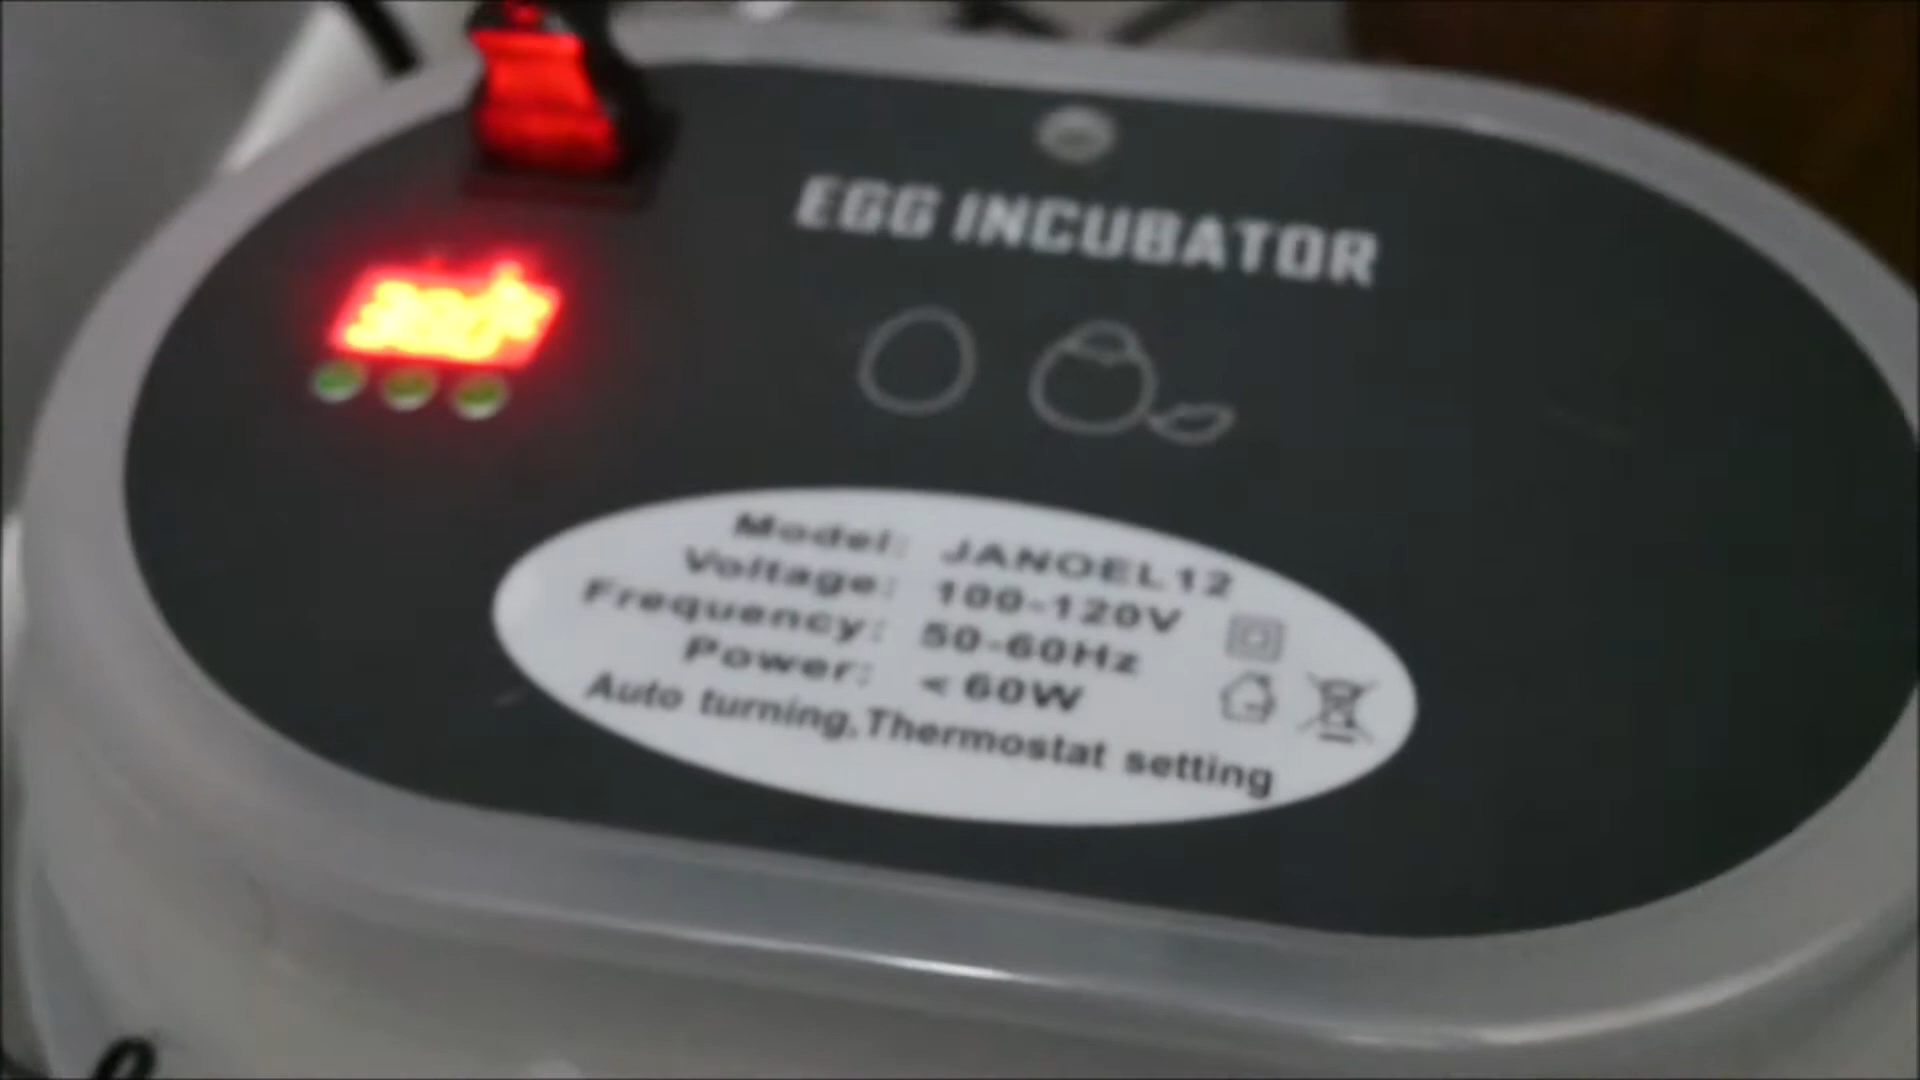 EGG INCUBATOR
Model: JANOEL12
Voltage: 100-120V
Frequency: 50-60Hz
Power: < 60W
Auto turning,Thermostat setting